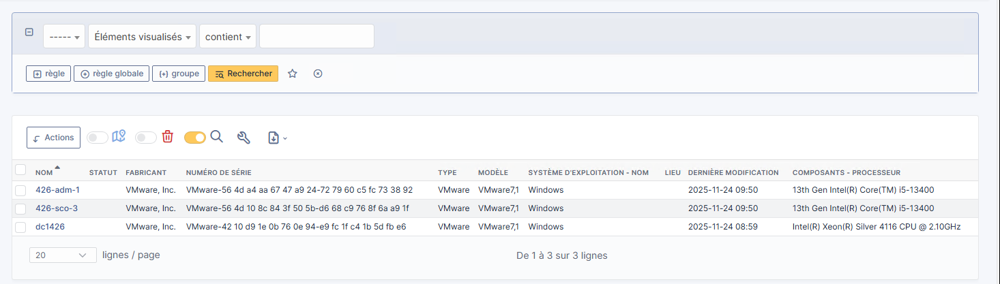 ----- Éléments visualisés contient
règle règle globale groupe Rechercher
Actions
NOM STATUT FABRICANT NUMÉRO DE SÉRIE TYPE MODÈLE SYSTÈME D'EXPLOITATION - NOM LIEU DERNIÈRE MODIFICATION COMPOSANTS - PROCESSEUR
426-adm-1 VMware, Inc. VMware-56 4d a4 aa 67 47 a9 24-72 79 60 c5 fc 73 38 92 VMware VMware7,1 Windows 2025-11-24 09:50 13th Gen Intel(R) Core(TM) i5-13400
426-sco-3 VMware, Inc. VMware-56 4d 10 8c 84 3f 50 5b-d6 68 c9 76 8f 6a a9 1f VMware VMware7,1 Windows 2025-11-24 09:50 13th Gen Intel(R) Core(TM) i5-13400
dc1426 VMware, Inc. VMware-42 10 d9 1e 0b 76 0e 94-e9 fc 1f c4 1b 5d fb e6 VMware VMware7,1 Windows 2025-11-24 08:59 Intel(R) Xeon(R) Silver 4116 CPU @ 2.10GHz
20 lignes / page De 1 à 3 sur 3 lignes